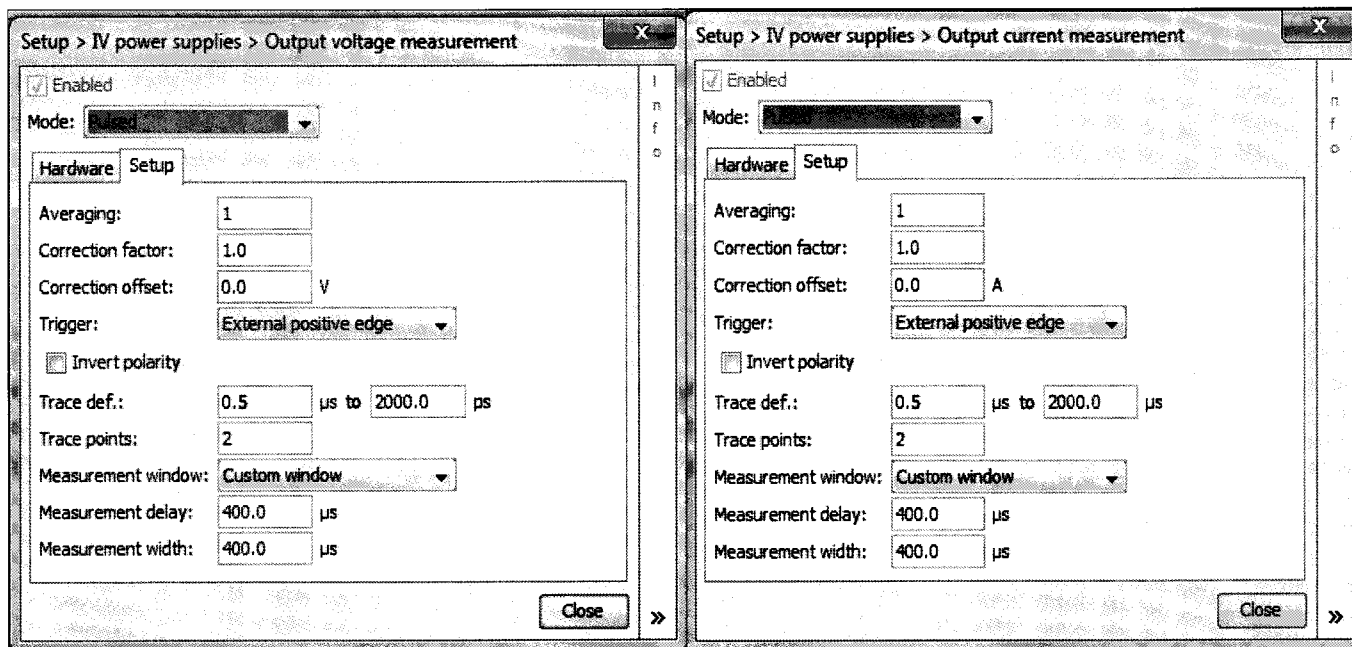 Setup > IV power supplies > Output voltage measurement
X
Enabled
Mode: Pulsed
Hardware Setup
Averaging: 1
Correction factor: 1.0
Correction offset: 0.0 V
Trigger: External positive edge
Invert polarity
Trace def.: 0.5 µs to 2000.0 ps
Trace points: 2
Measurement window: Custom window
Measurement delay: 400.0 µs
Measurement width: 400.0 µs
Close
»
Info
Setup > IV power supplies > Output current measurement
X
Enabled
Mode: Pulsed
Hardware Setup
Averaging: 1
Correction factor: 1.0
Correction offset: 0.0 A
Trigger: External positive edge
Invert polarity
Trace def.: 0.5 µs to 2000.0 µs
Trace points: 2
Measurement window: Custom window
Measurement delay: 400.0 µs
Measurement width: 400.0 µs
Close
»
Info